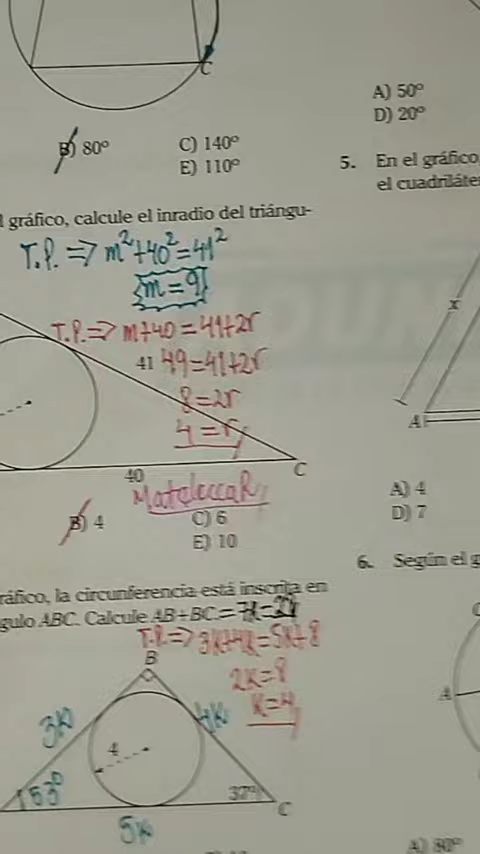 C
B) 80°
C) 140°
E) 110°
A) 50°
D) 20°
5. En el gráfico
el cuadriláte
l gráfico, calcule el inradio del triángu-
T.P. ⇒ m²+40²=41²
{m=9}
T.P. ⇒ m+40=41+2r
41 49=41+2r
8=2r
4=r
x
A
C
40
MateleccaR
B) 4
C) 6
E) 10
A) 4
D) 7
6. Según el g
ráfico, la circunferencia está inscrita en
gulo ABC. Calcule AB+BC=7k=28
T.P. ⇒ 3k+4k=5k+8
2k=8
k=4
B
3k
4k
4
53°
37°
C
5k
A
A) 80°